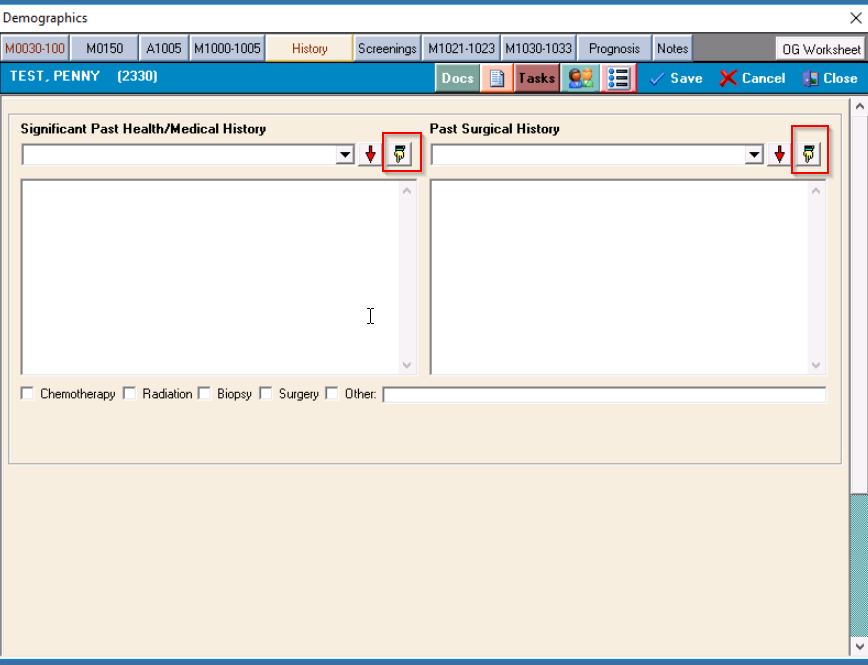 Demographics
M0030-100 M0150 A1005 M1000-1005 History Screenings M1021-1023 M1030-1033 Prognosis Notes OG Worksheet
TEST, PENNY (2330) Docs Tasks Save Cancel Close
Significant Past Health/Medical History Past Surgical History
Chemotherapy Radiation Biopsy Surgery Other: